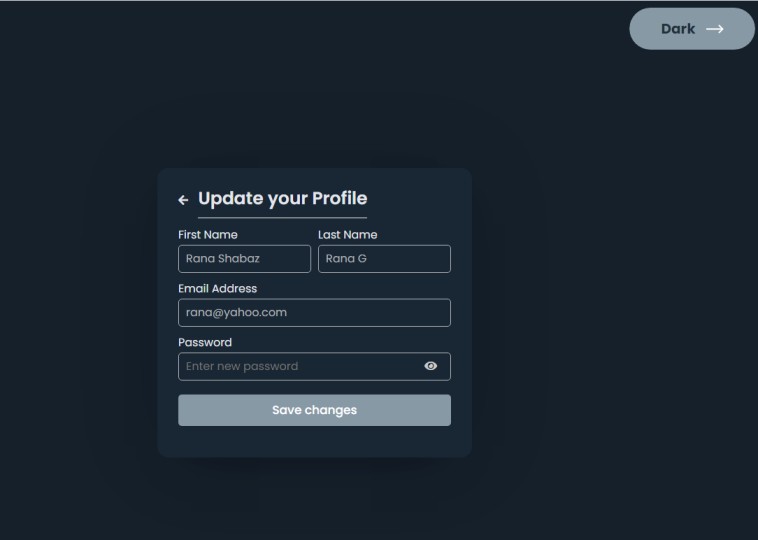 Dark
Update your Profile
First Name Last Name
Rana Shabaz Rana G
Email Address
rana@yahoo.com
Password
Enter new password
Save changes